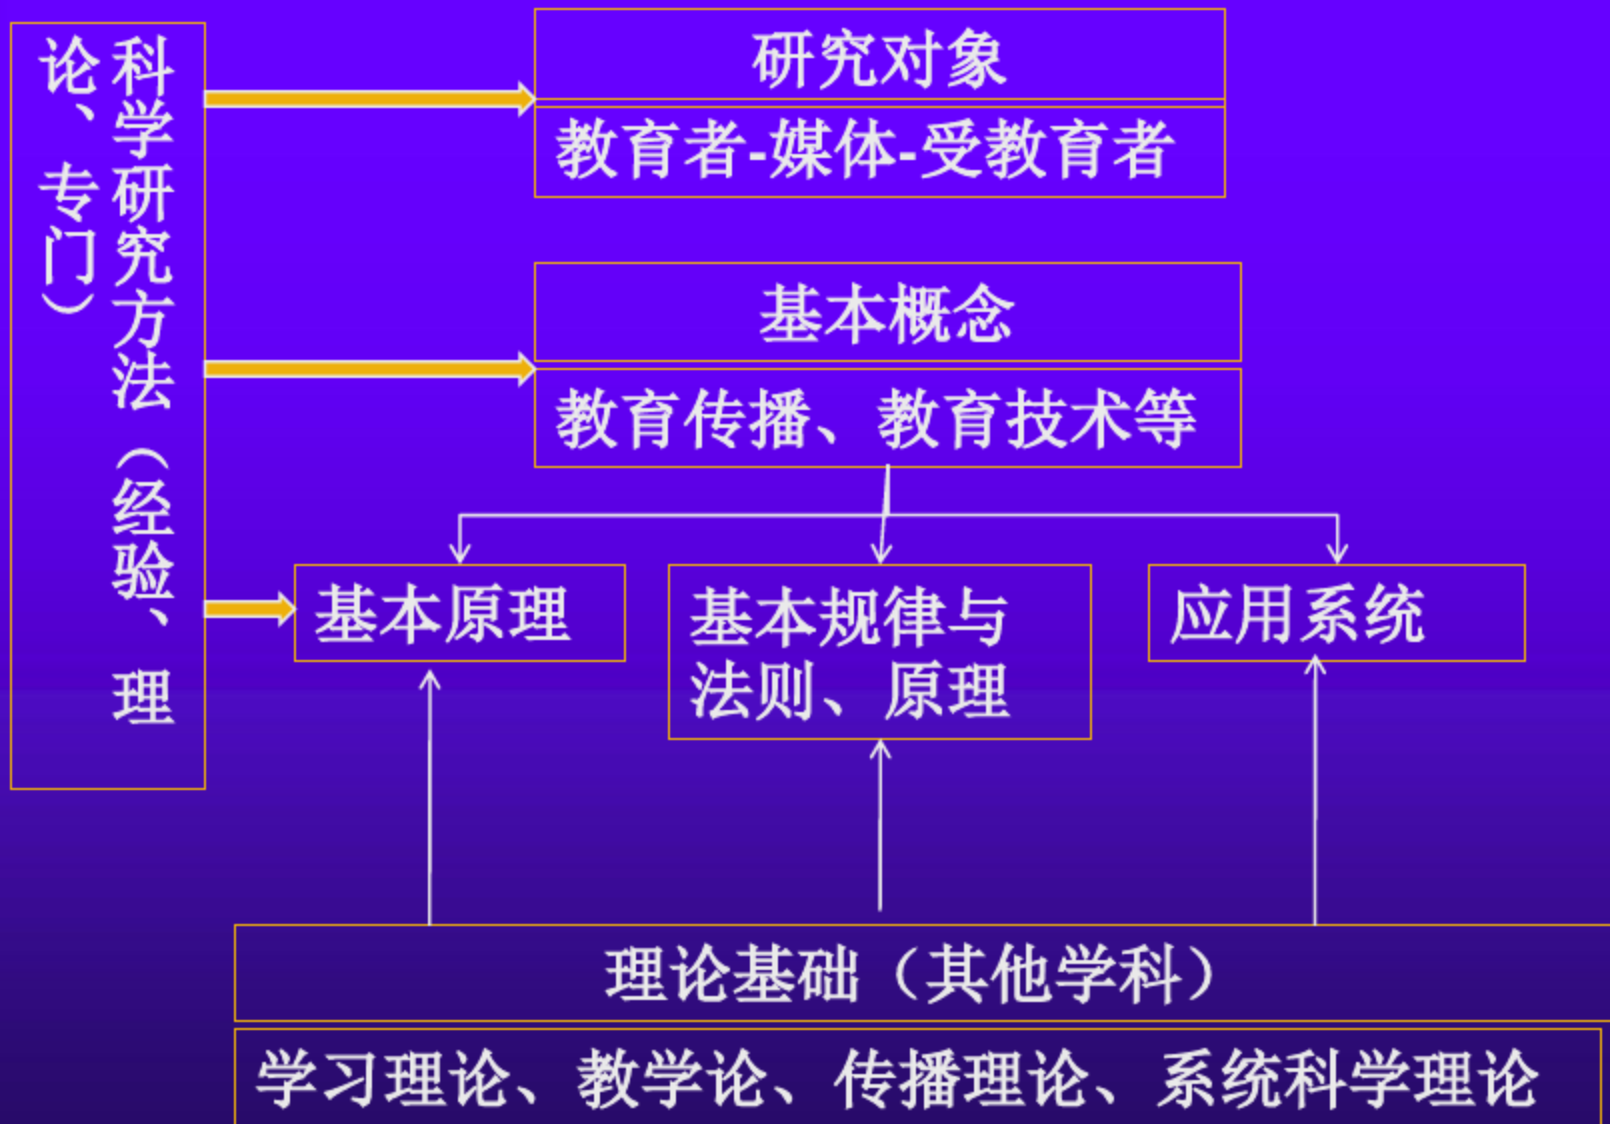 科学研究方法（经验、理
论、专门）
研究对象
教育者-媒体-受教育者
基本概念
教育传播、教育技术等
基本原理
基本规律与
法则、原理
应用系统
理论基础（其他学科）
学习理论、教学论、传播理论、系统科学理论